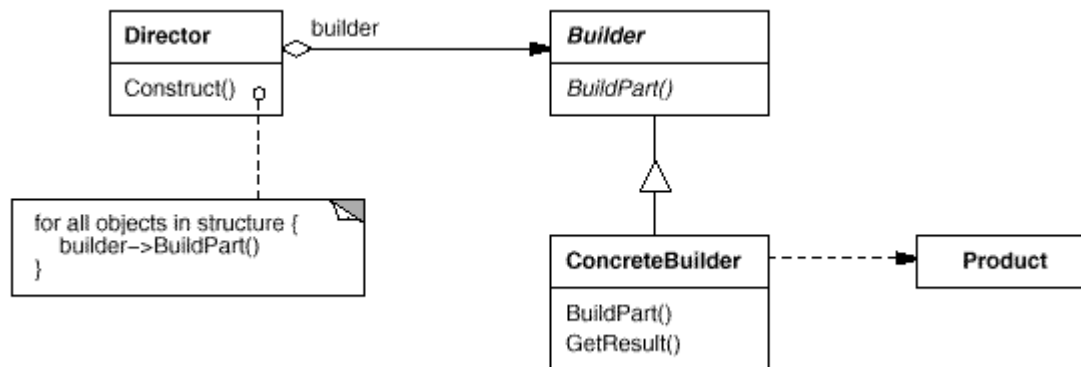 Director
builder
Builder
Construct()
BuildPart()
for all objects in structure {
builder−>BuildPart()
}
ConcreteBuilder
Product
BuildPart()
GetResult()